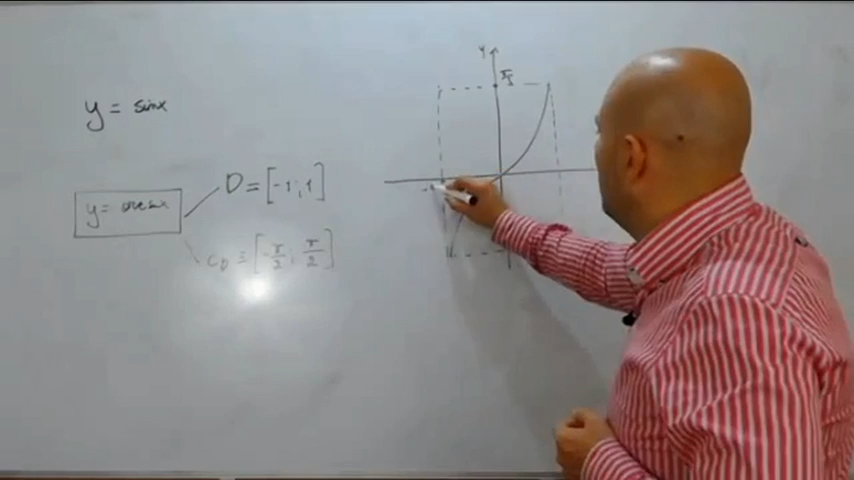 y = sinx
D = [-1; 1]
y = arcsinx
CD = [-π/2; π/2]
y
π/2